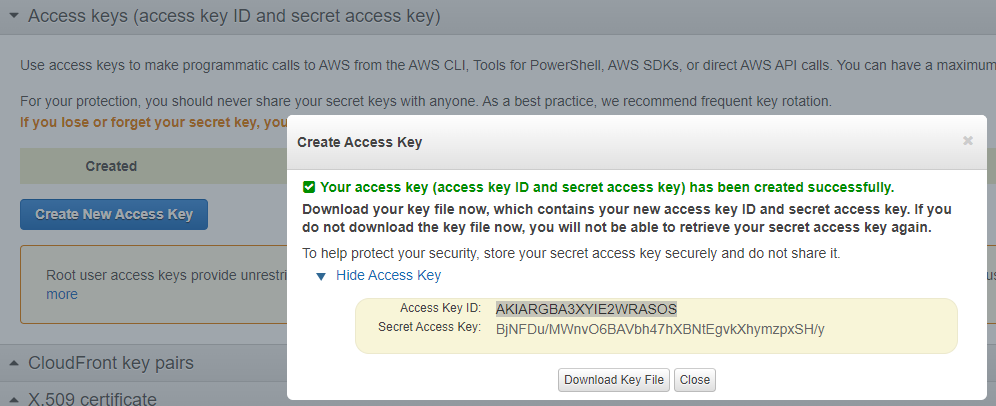 Access keys (access key ID and secret access key)
Use access keys to make programmatic calls to AWS from the AWS CLI, Tools for PowerShell, AWS SDKs, or direct AWS API calls. You can have a maximum
For your protection, you should never share your secret keys with anyone. As a best practice, we recommend frequent key rotation.
If you lose or forget your secret key, you
Create Access Key
Created
Your access key (access key ID and secret access key) has been created successfully.
Create New Access Key
Download your key file now, which contains your new access key ID and secret access key. If you
do not download the key file now, you will not be able to retrieve your secret access key again.
To help protect your security, store your secret access key securely and do not share it.
Root user access keys provide unrestri
Hide Access Key
more
Access Key ID: AKIARGBA3XYIE2WRASOS
Secret Access Key: BjNFDu/MWnvO6BAVbh47hXBNtEgvkXhymzpxSH/y
CloudFront key pairs
Download Key File Close
X.509 certificate